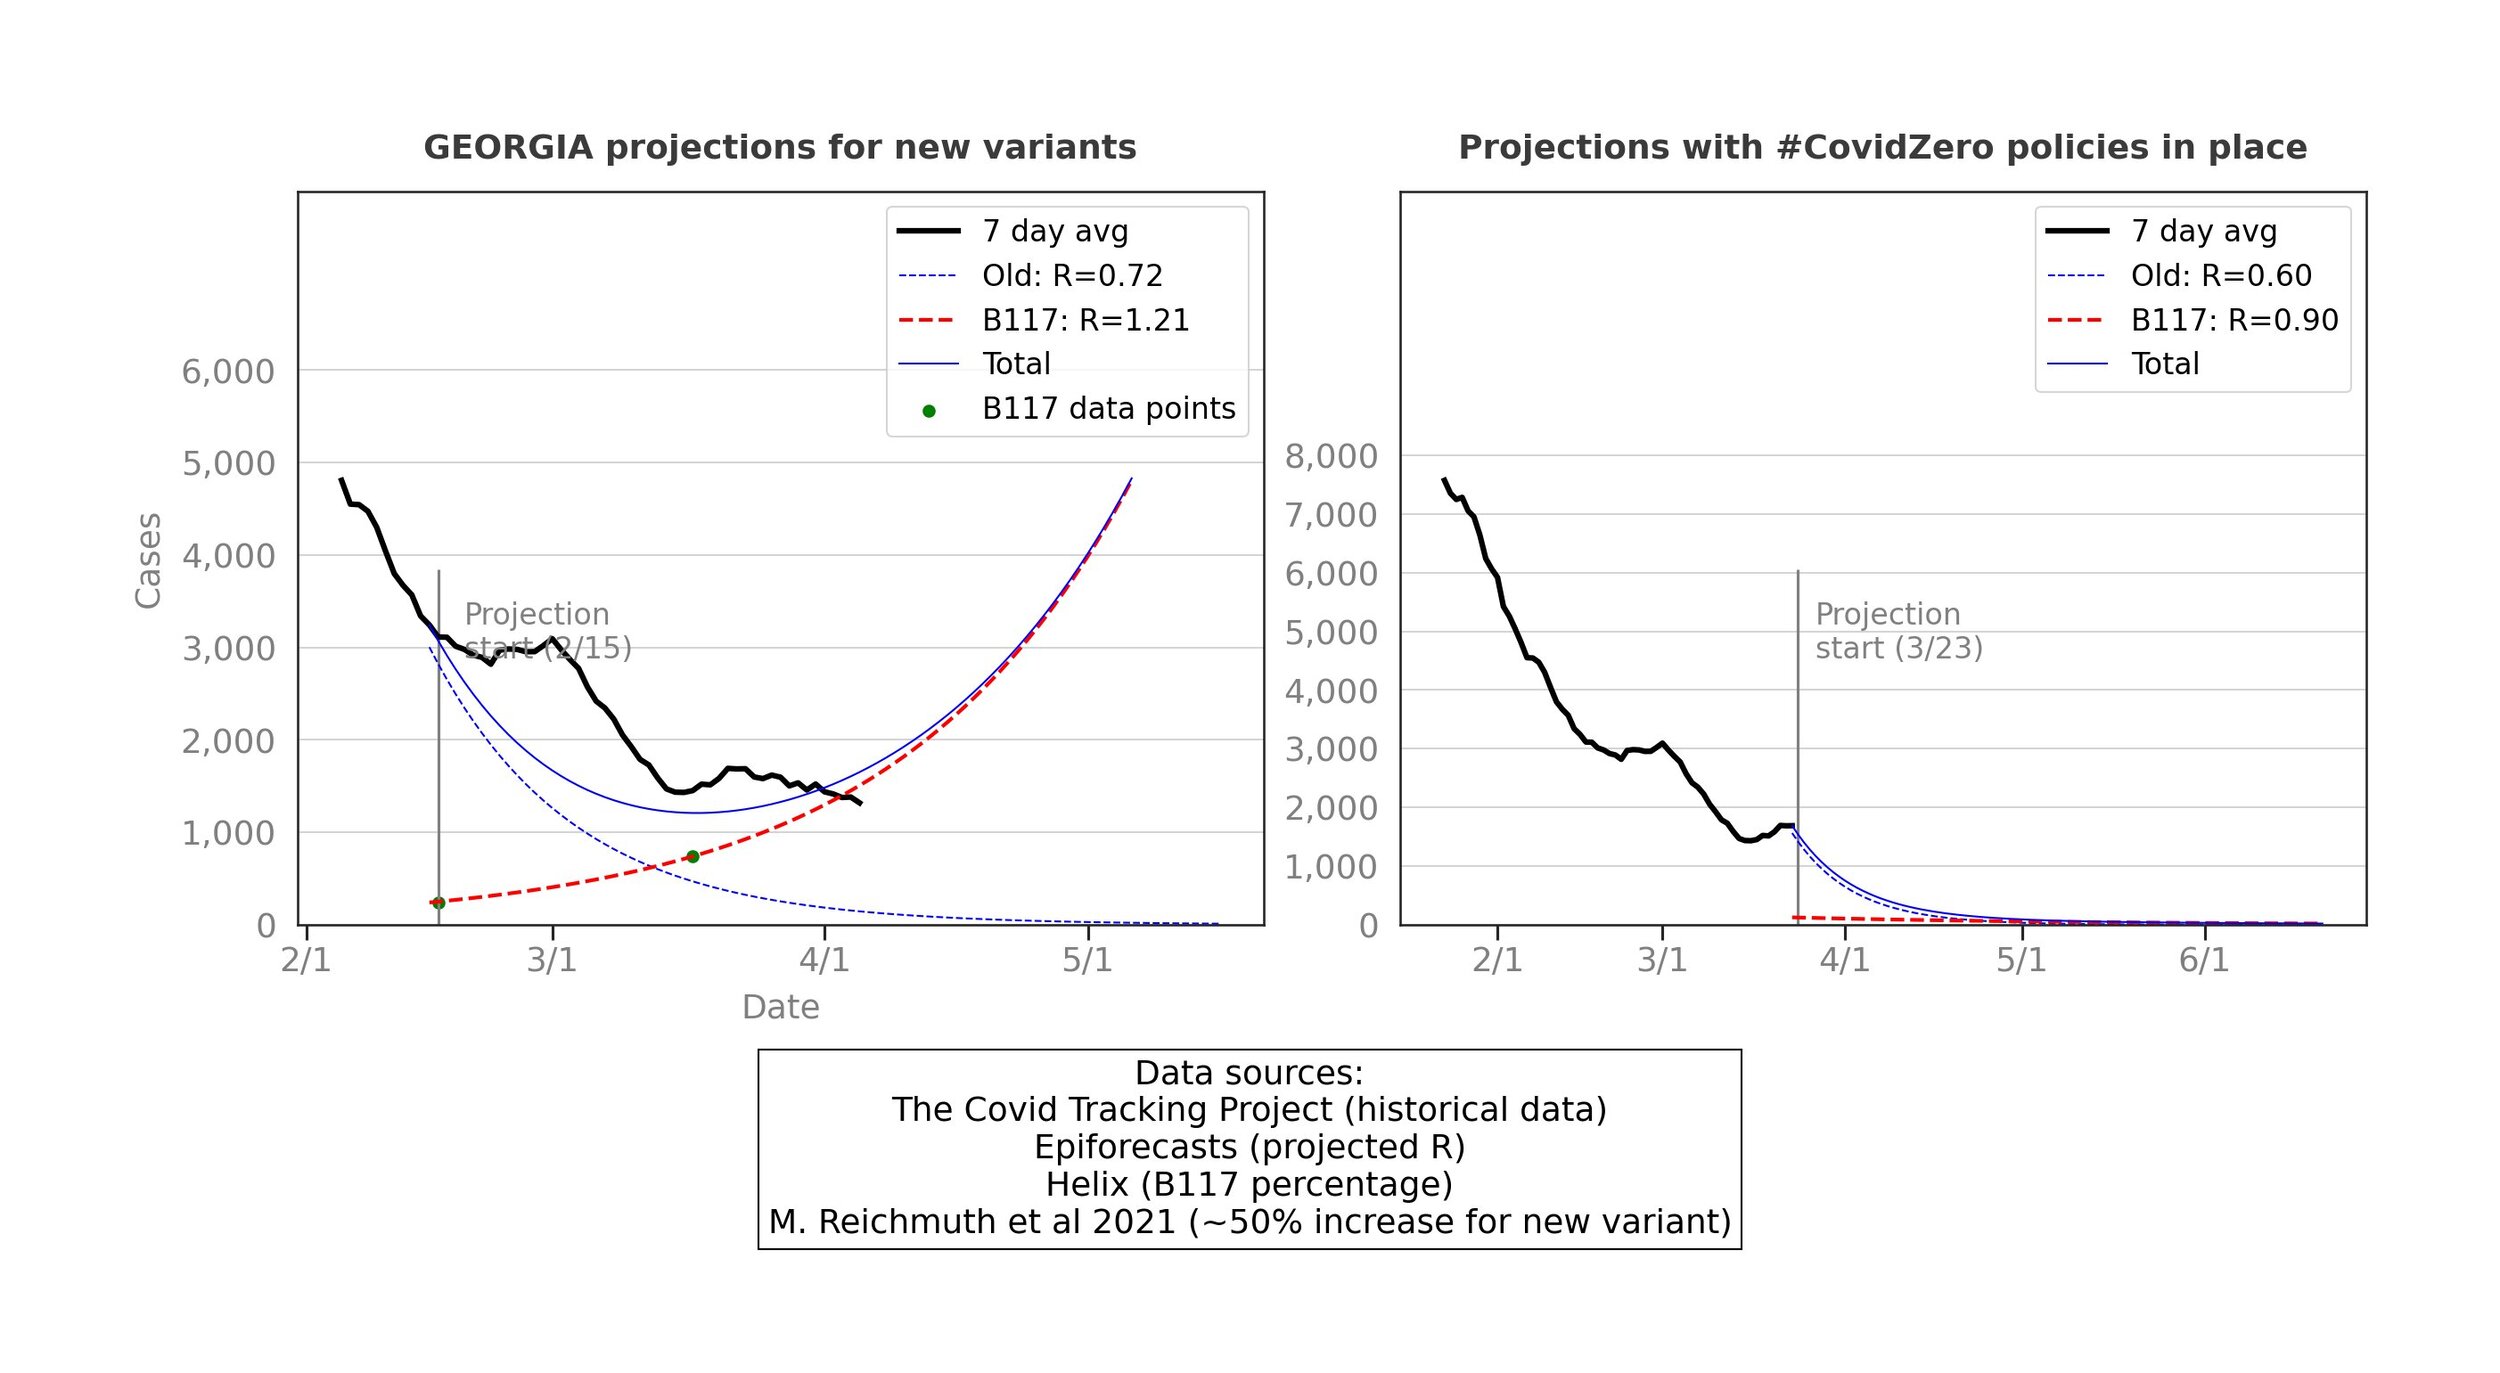 GEORGIA projections for new variants
7 day avg
Old: R=0.72
B117: R=1.21
Total
B117 data points
6,000
5,000
4,000
3,000
2,000
1,000
0
Cases
Projection
start (2/15)
2/1
3/1
4/1
5/1
Date
Projections with #CovidZero policies in place
7 day avg
Old: R=0.60
B117: R=0.90
Total
8,000
7,000
6,000
5,000
4,000
3,000
2,000
1,000
0
Projection
start (3/23)
2/1
3/1
4/1
5/1
6/1
Data sources:
The Covid Tracking Project (historical data)
Epiforecasts (projected R)
Helix (B117 percentage)
M. Reichmuth et al 2021 (~50% increase for new variant)